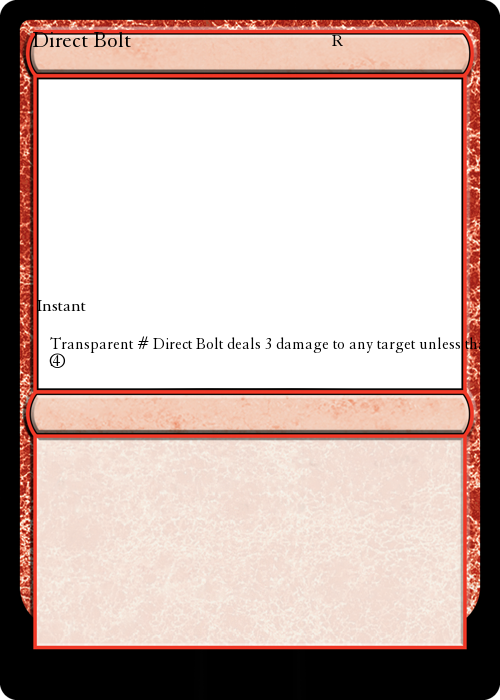 Direct Bolt R
Instant
Transparent # Direct Bolt deals 3 damage to any target unless
④